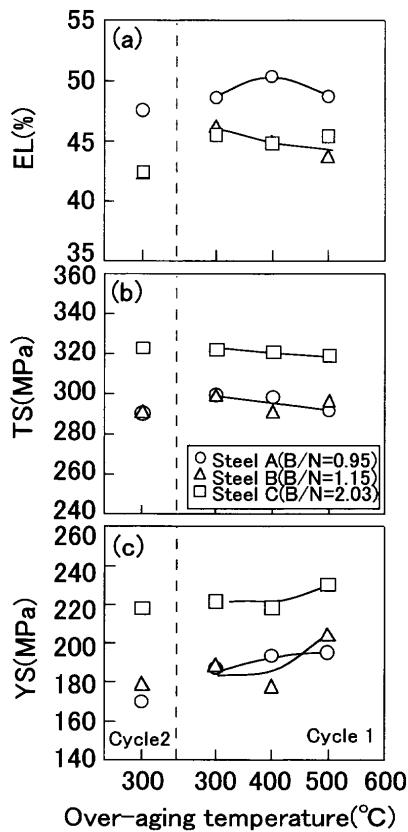 55
(a)
50
45
40
35
EL(%)
360
(b)
340
320
300
280
260
240
TS(MPa)
Steel A(B/N=0.95)
Steel B(B/N=1.15)
Steel C(B/N=2.03)
260
(c)
240
220
200
180
160
140
YS(MPa)
Cycle2
Cycle 1
300 300 400 500 600
Over-aging temperature(°C)